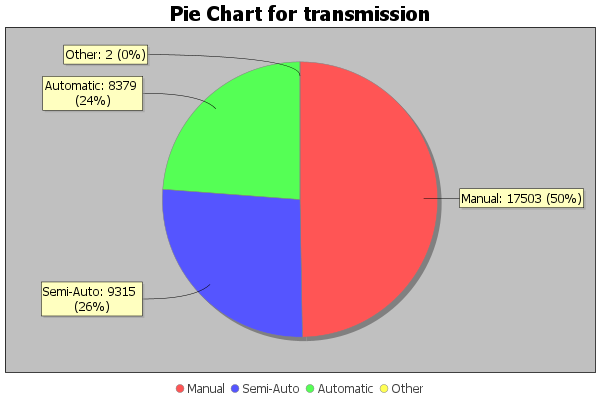 Pie Chart for transmission
Other: 2 (0%)
Automatic: 8379
(24%)
Manual: 17503 (50%)
Semi-Auto: 9315
(26%)
Manual Semi-Auto Automatic Other